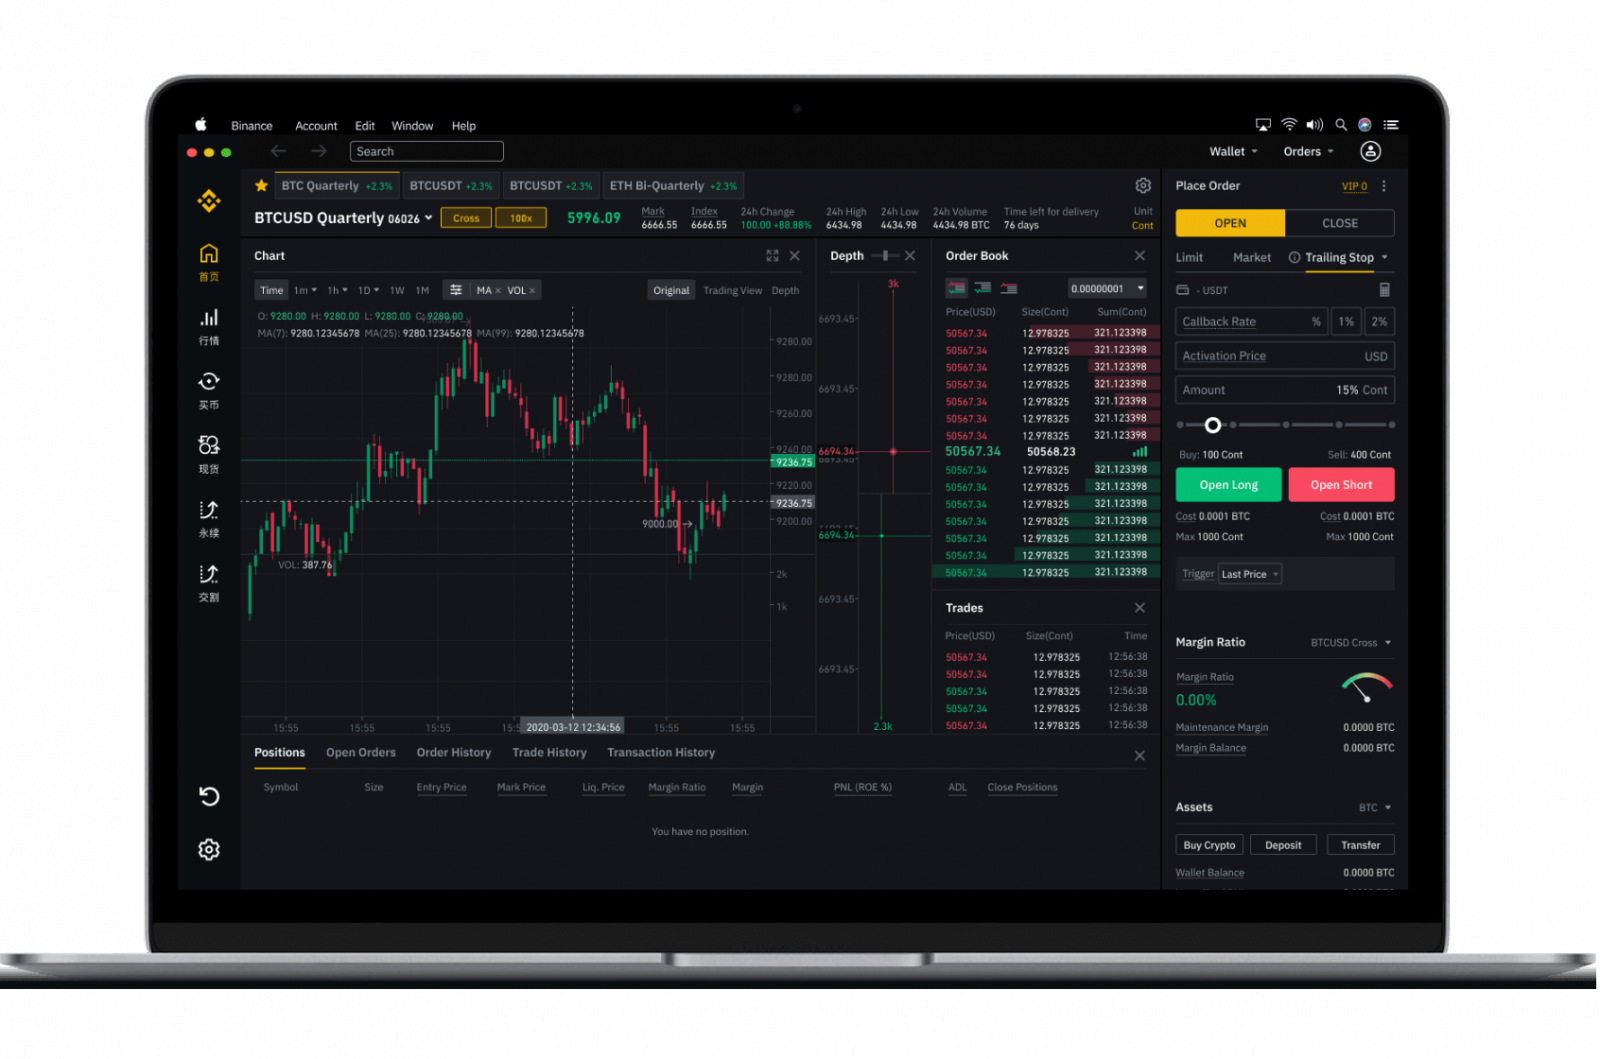 Binance Account Edit Window Help
Search
Wallet Orders
BTC Quarterly +2.3% BTCUSDT +2.3% BTCUSDT +2.3% ETH Bi-Quarterly +2.3%
BTCUSD Quarterly 06026 Cross 100x 5996.09
Mark 6666.55
Index 6666.55
24h Change 100.00 +88.88%
24h High 6434.98
24h Low 4434.98
24h Volume 4434.98 BTC
Time left for delivery 76 days
Unit Cont
首页
行情
买币
现货
永续
交割
Chart
Time 1m 1h 1D 1W 1M MA × VOL × Original Trading View Depth
O: 9280.00 H: 9280.00 L: 9280.00 C: 9280.00
MA(7): 9280.12345678 MA(25): 9280.12345678 MA(99): 9280.12345678
9280.00
9280.00
9260.00
9240.00
9236.75
9220.00
9236.75
9200.00
2k
1k
9000.00
VOL: 387.76
15:55 15:55 15:55 15:5 2020-03-12 12:34:56 15:55 15:55
Depth
3k
6693.45
6693.45
6694.34
6693.45
6694.34
6693.45
6693.45
2.3k
Order Book
0.00000001
Price(USD) Size(Cont) Sum(Cont)
50567.34 12.978325 321.123398
50567.34 12.978325 321.123398
50567.34 12.978325 321.123398
50567.34 12.978325 321.123398
50567.34 12.978325 321.123398
50567.34 12.978325 321.123398
50567.34 12.978325 321.123398
50567.34 50568.23
50567.34 12.978325 321.123398
50567.34 12.978325 321.123398
50567.34 12.978325 321.123398
50567.34 12.978325 321.123398
50567.34 12.978325 321.123398
50567.34 12.978325 321.123398
50567.34 12.978325 321.123398
Trades
Price(USD) Size(Cont) Time
50567.34 12.978325 12:56:38
50567.34 12.978325 12:56:38
50567.34 12.978325 12:56:38
50567.34 12.978325 12:56:38
50567.34 12.978325 12:56:38
Positions Open Orders Order History Trade History Transaction History
Symbol Size Entry Price Mark Price Liq. Price Margin Ratio Margin PNL (ROE %) ADL Close Positions
You have no position.
Place Order VIP 0
OPEN CLOSE
Limit Market Trailing Stop
- USDT
Callback Rate % 1% 2%
Activation Price USD
Amount 15% Cont
Buy: 100 Cont Sell: 400 Cont
Open Long Open Short
Cost 0.0001 BTC Cost 0.0001 BTC
Max 1000 Cont Max 1000 Cont
Trigger Last Price
Margin Ratio BTCUSD Cross
Margin Ratio
0.00%
Maintenance Margin 0.0000 BTC
Margin Balance 0.0000 BTC
Assets BTC
Buy Crypto Deposit Transfer
Wallet Balance 0.0000 BTC